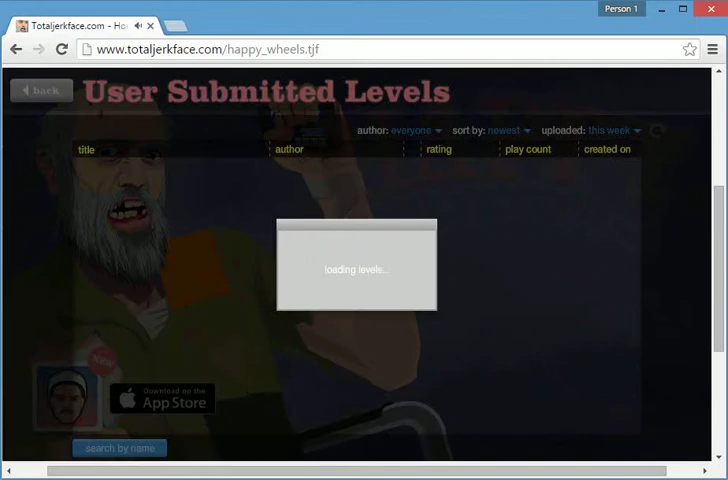 Person 1
Totaljerkface.com - Ho
www.totaljerkface.com/happy_wheels.tjf
back
User Submitted Levels
author: everyone sort by: newest uploaded: this week
title author rating play count created on
loading levels...
NEW
Download on the
App Store
search by name